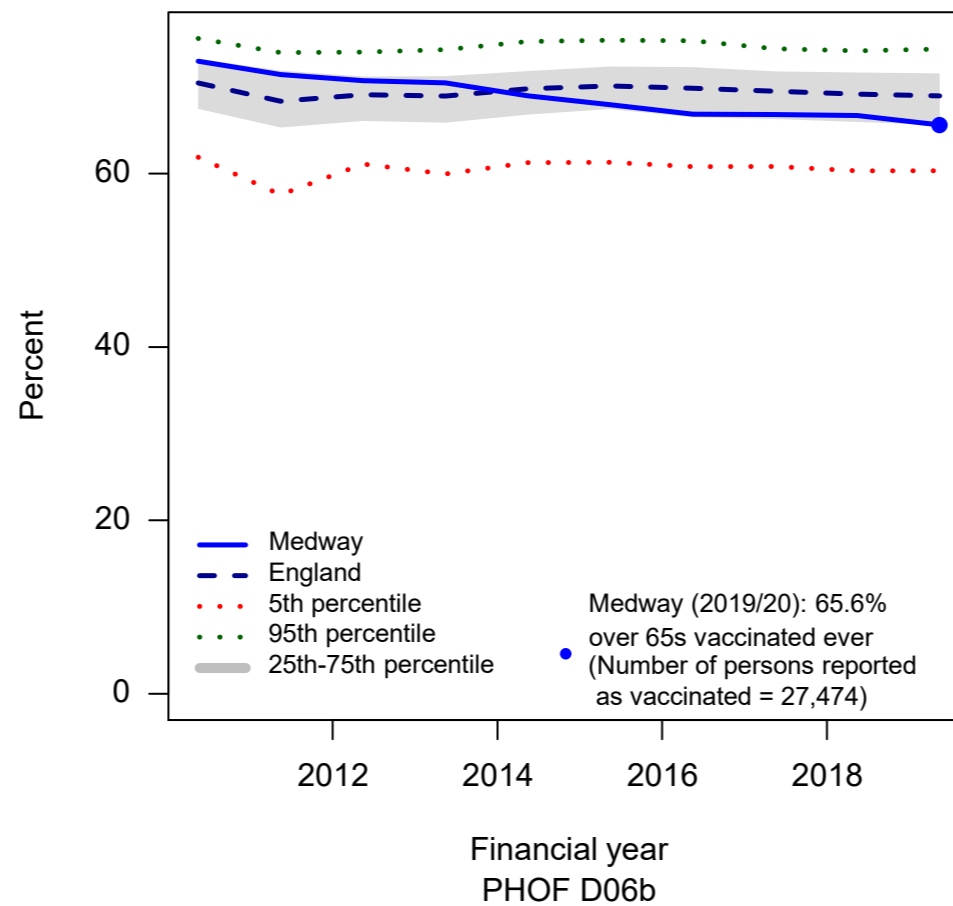 Percent
60
40
20
0
Medway
England
5th percentile
95th percentile
25th-75th percentile
Medway (2019/20): 65.6%
over 65s vaccinated ever
(Number of persons reported
as vaccinated = 27,474)
2012
2014
2016
2018
Financial year
PHOF D06b